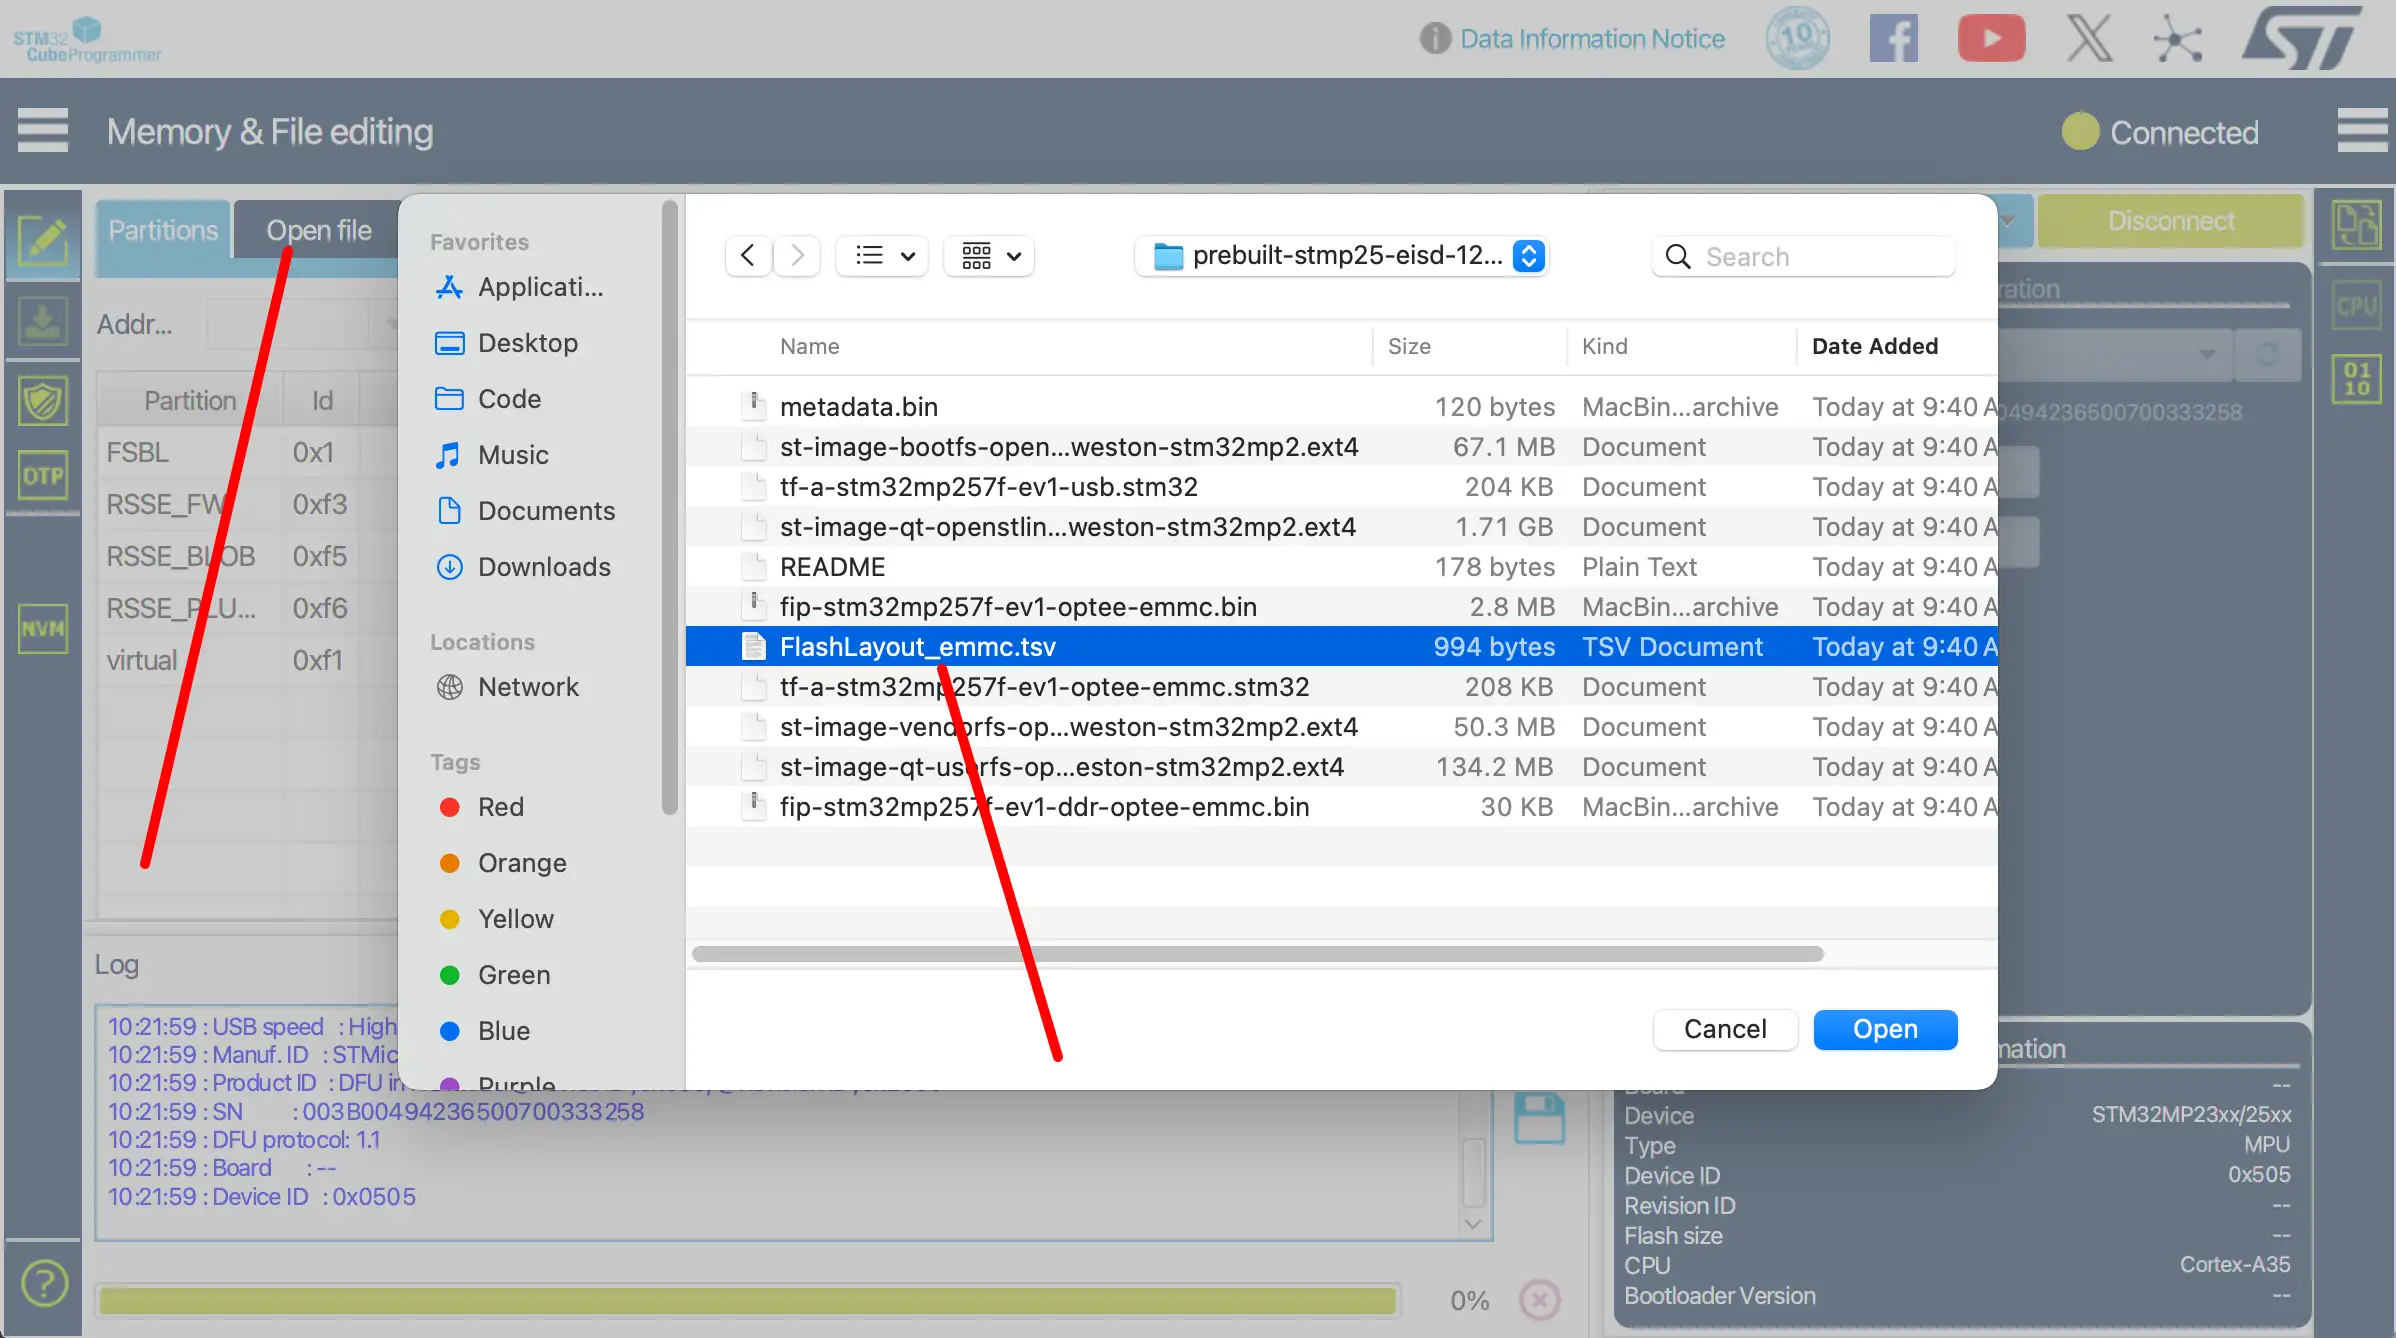 STM32
CubeProgrammer
Data Information Notice
10
Memory & File editing
Connected
Partitions
Open file
Disconnect
Addr...
Partition Id
FSBL 0x1
RSSE_FW 0xf3
RSSE_BLOB 0xf5
RSSE_PLU... 0xf6
virtual 0xf1
OTP
NVM
CPU
01
10
Favorites
Applicati...
Desktop
Code
Music
Documents
Downloads
Locations
Network
Tags
Red
Orange
Yellow
Green
Blue
Purple
prebuilt-stmp25-eisd-12...
Search
Name Size Kind Date Added
metadata.bin 120 bytes MacBin...archive Today at 9:40 A
st-image-bootfs-open...weston-stm32mp2.ext4 67.1 MB Document Today at 9:40 A
tf-a-stm32mp257f-ev1-usb.stm32 204 KB Document Today at 9:40 A
st-image-qt-openstlin...weston-stm32mp2.ext4 1.71 GB Document Today at 9:40 A
README 178 bytes Plain Text Today at 9:40 A
fip-stm32mp257f-ev1-optee-emmc.bin 2.8 MB MacBin...archive Today at 9:40 A
FlashLayout_emmc.tsv 994 bytes TSV Document Today at 9:40 A
tf-a-stm32mp257f-ev1-optee-emmc.stm32 208 KB Document Today at 9:40 A
st-image-vendorfs-op...weston-stm32mp2.ext4 50.3 MB Document Today at 9:40 A
st-image-qt-userfs-op...eston-stm32mp2.ext4 134.2 MB Document Today at 9:40 A
fip-stm32mp257f-ev1-ddr-optee-emmc.bin 30 KB MacBin...archive Today at 9:40 A
Cancel
Open
ration
0494236500700333258
Log
10:21:59 : USB speed : High
10:21:59 : Manuf. ID : STMic
10:21:59 : Product ID : DFU in
10:21:59 : SN : 003B00494236500700333258
10:21:59 : DFU protocol: 1.1
10:21:59 : Board : --
10:21:59 : Device ID : 0x0505
0%
mation
Board --
Device STM32MP23xx/25xx
Type MPU
Device ID 0x505
Revision ID --
Flash size --
CPU Cortex-A35
Bootloader Version --